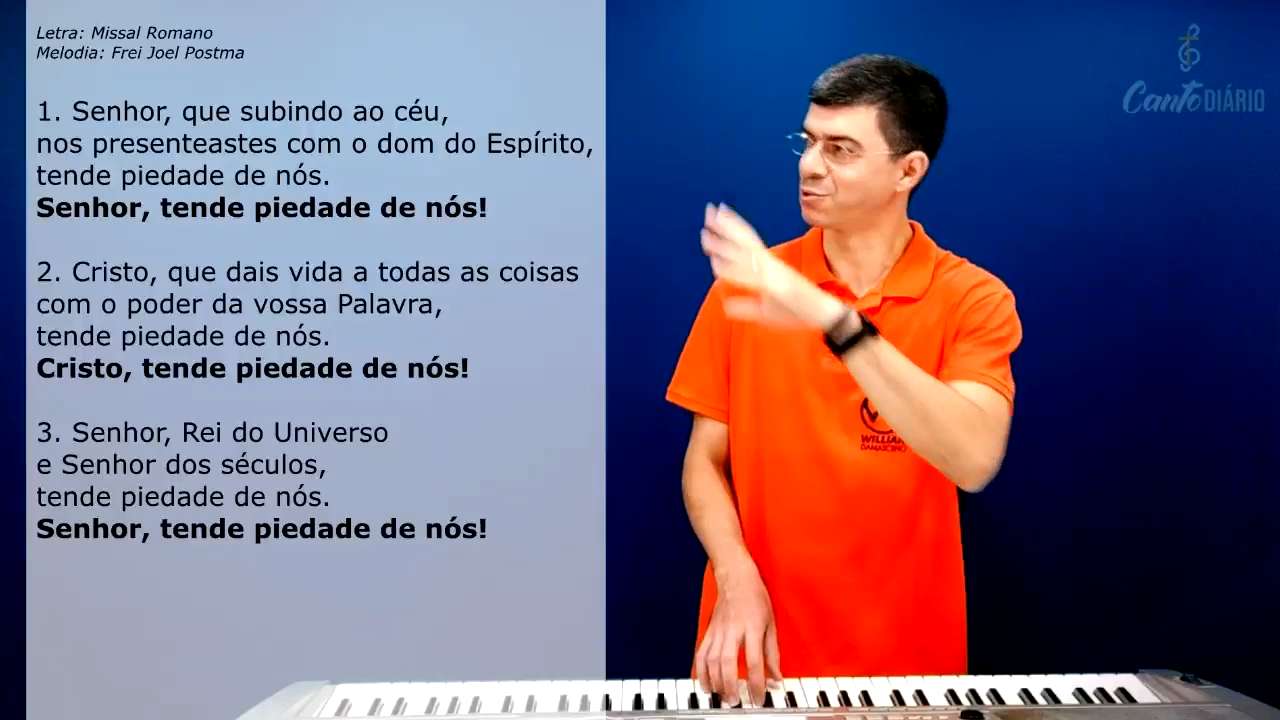 Letra: Missal Romano
Melodia: Frei Joel Postma
1. Senhor, que subindo ao céu,
nos presenteastes com o dom do Espírito,
tende piedade de nós.
Senhor, tende piedade de nós!
2. Cristo, que dais vida a todas as coisas
com o poder da vossa Palavra,
tende piedade de nós.
Cristo, tende piedade de nós!
3. Senhor, Rei do Universo
e Senhor dos séculos,
tende piedade de nós.
Senhor, tende piedade de nós!
Canto DIÁRIO
DAMASCENO